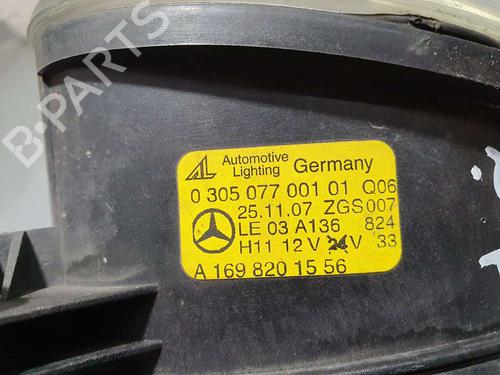 B-PARTS
AL Automotive Lighting Germany
0 305 077 001 01 Q06
25.11.07 ZGS 007
LE 03 A136 824
H11 12 V 24 V 33
A 169 820 15 56